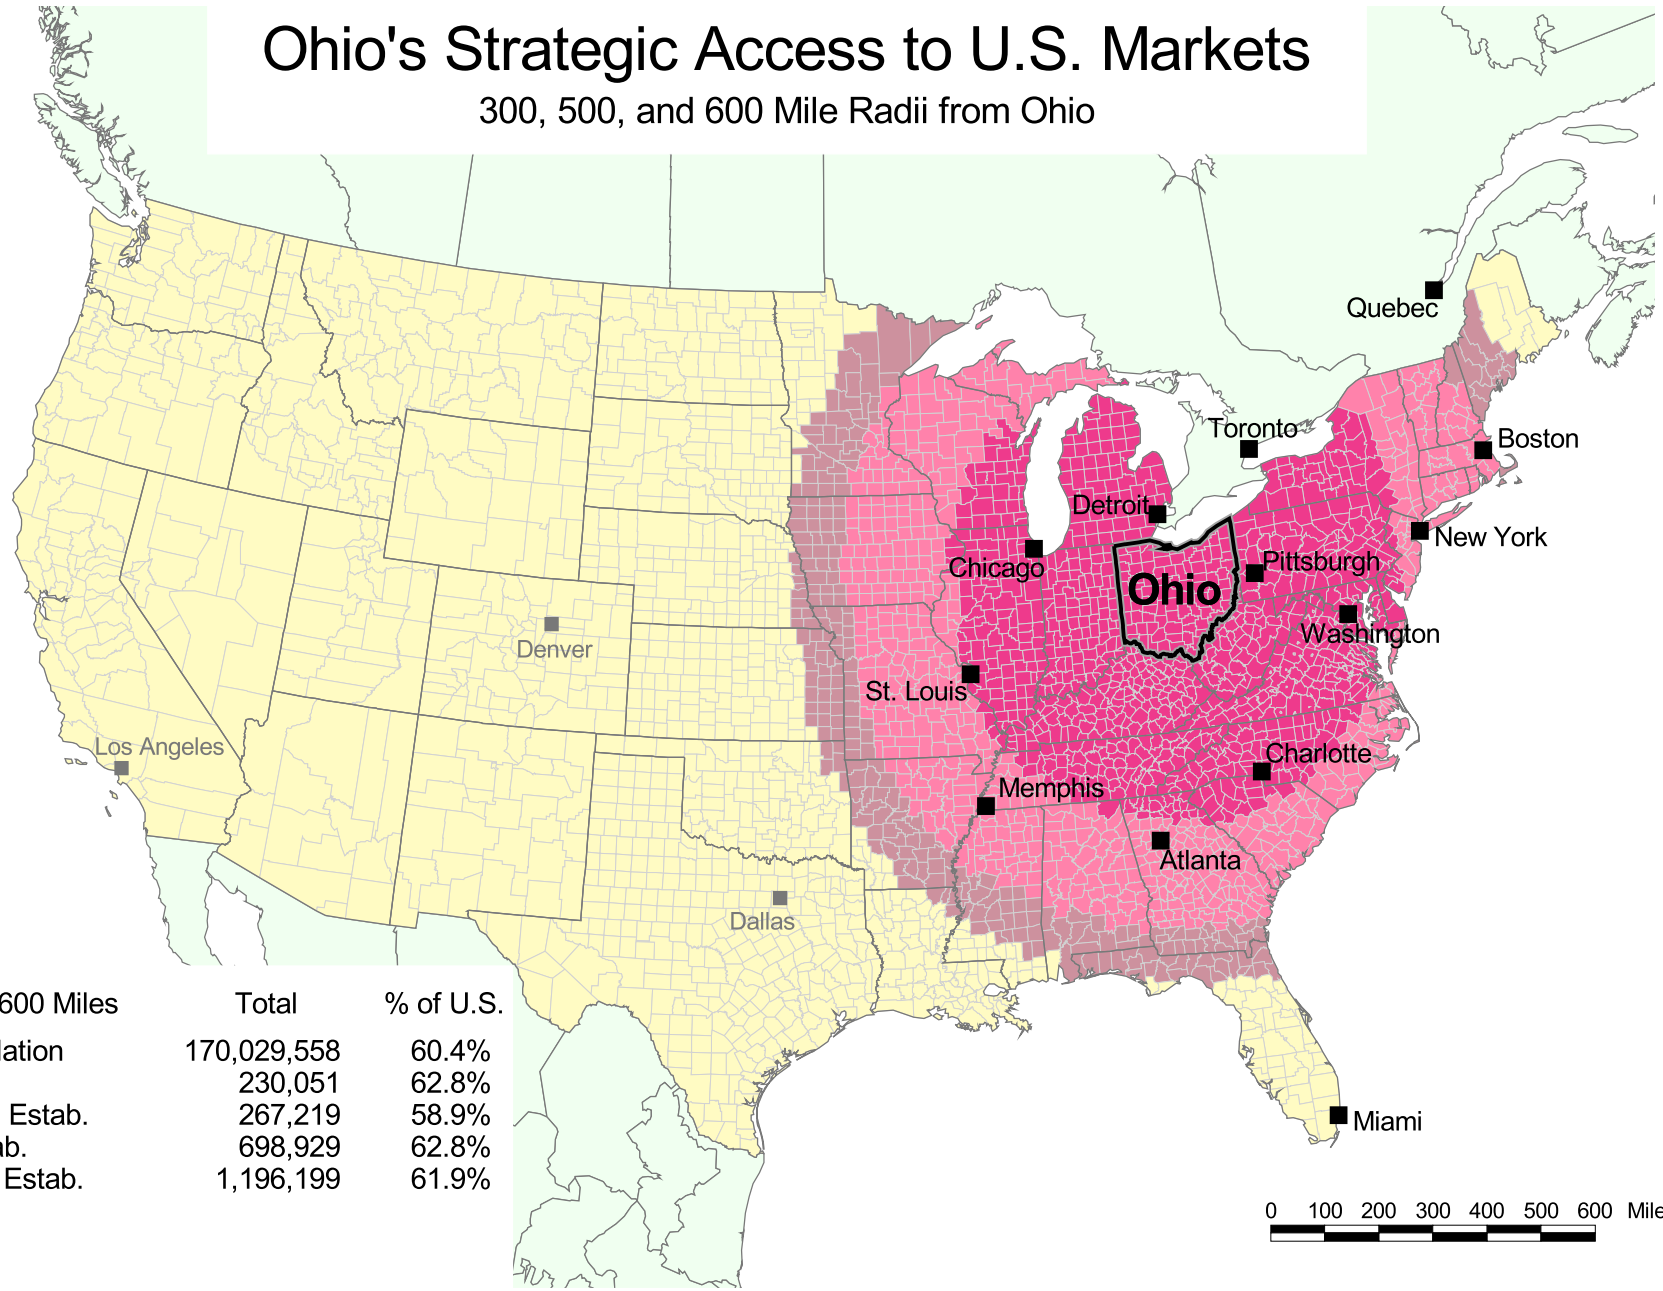 Ohio's Strategic Access to U.S. Markets
300, 500, and 600 Mile Radii from Ohio
Quebec
Toronto
Boston
Detroit
New York
Chicago
Pittsburgh
Ohio
Washington
Denver
St. Louis
Los Angeles
Charlotte
Memphis
Atlanta
Dallas
Miami
600 Miles Total % of U.S.
lation 170,029,558 60.4%
230,051 62.8%
Estab. 267,219 58.9%
ab. 698,929 62.8%
Estab. 1,196,199 61.9%
0 100 200 300 400 500 600 Mile